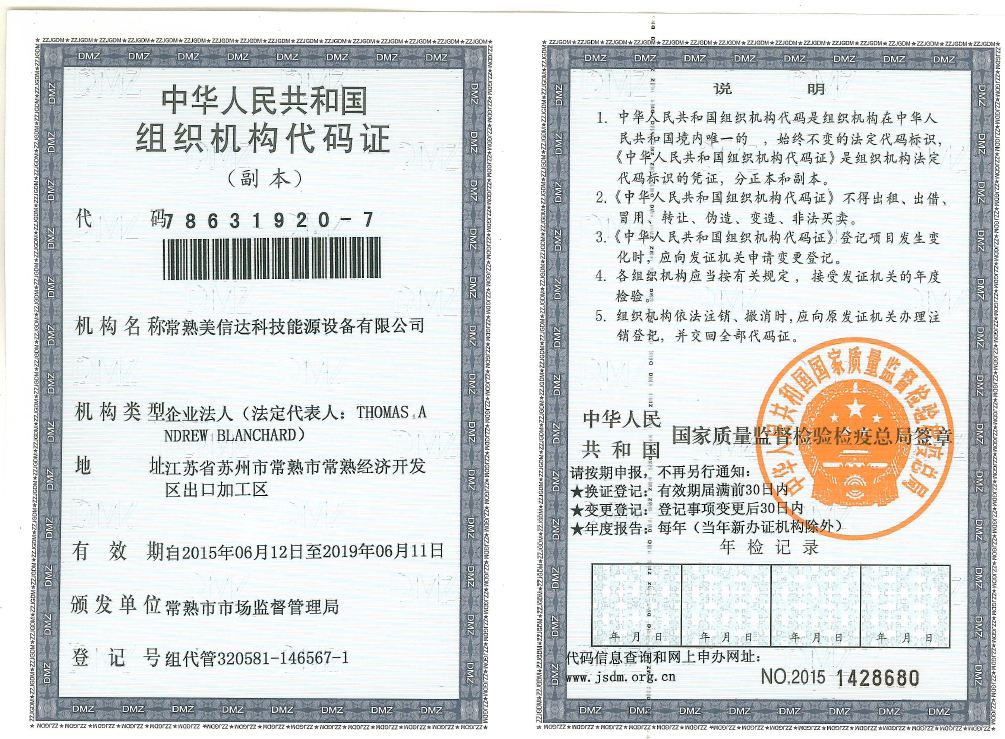 中华人民共和国
组织机构代码证
（副本）
代 码78631920-7
机构名称常熟美信达科技能源设备有限公司
机构类型企业法人（法定代表人：THOMAS A
NDREW BLANCHARD）
地 址江苏省苏州市常熟市常熟经济开发
区出口加工区
有 效 期自2015年06月12日至2019年06月11日
颁发单位常熟市市场监督管理局
登 记 号组代管320581-146567-1
说 明
1. 中华人民共和国组织机构代码是组织机构在中华人
民共和国境内唯一的 ，始终不变的法定代码标识，
《中华人民共和国组织机构代码证》是组织机构法定
代码标识的凭证，分正本和副本。
2.《中华人民共和国组织机构代码证》不得出租、出借、
冒用、转让、伪造、变造、非法买卖。
3.《中华人民共和国组织机构代码证》登记项目发生变
化时，应向发证机关申请变更登记。
4. 各组织机构应当按有关规定，接受发证机关的年度
检验。
5. 组织机构依法注销、撤消时,应向原发证机关办理注
销登记，并交回全部代码证。
中华人民共和国国家质量监督检验检疫总局
中华人民
共和国 国家质量监督检验检疫总局签章
请按期申报，不再另行通知：
★换证登记：有效期届满前30日内
★变更登记：登记事项变更后30日内
★年度报告：每年（当年新办证机构除外）
年检记录
年 月 日 年 月 日 年 月 日 年 月 日
代码信息查询和网上申办网址：
www.jsdm.org.cn
NO.2015 1428680